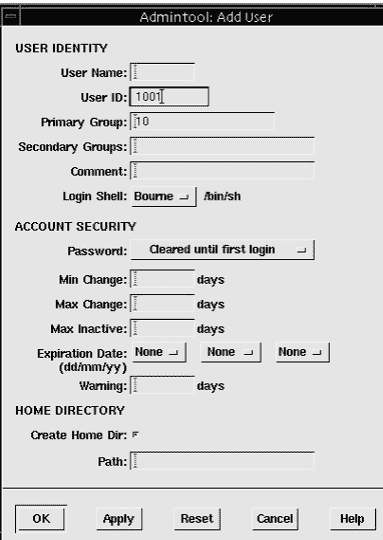 Admintool: Add User
USER IDENTITY
User Name:
User ID: 1001
Primary Group: 10
Secondary Groups:
Comment:
Login Shell: Bourne /bin/sh
ACCOUNT SECURITY
Password: Cleared until first login
Min Change: days
Max Change: days
Max Inactive: days
Expiration Date: None None None
(dd/mm/yy)
Warning: days
HOME DIRECTORY
Create Home Dir:
Path:
OK Apply Reset Cancel Help